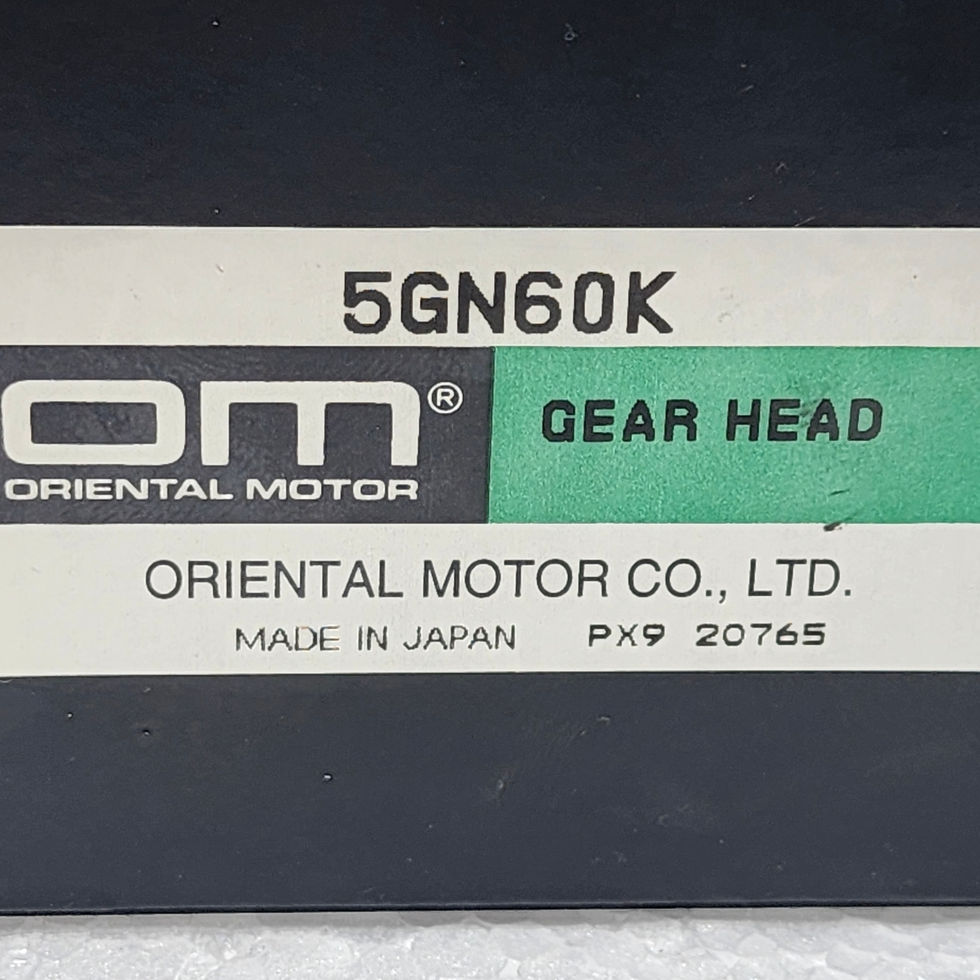 5GN60K
om®
ORIENTAL MOTOR
GEAR HEAD
ORIENTAL MOTOR CO., LTD.
MADE IN JAPAN PX9 20765